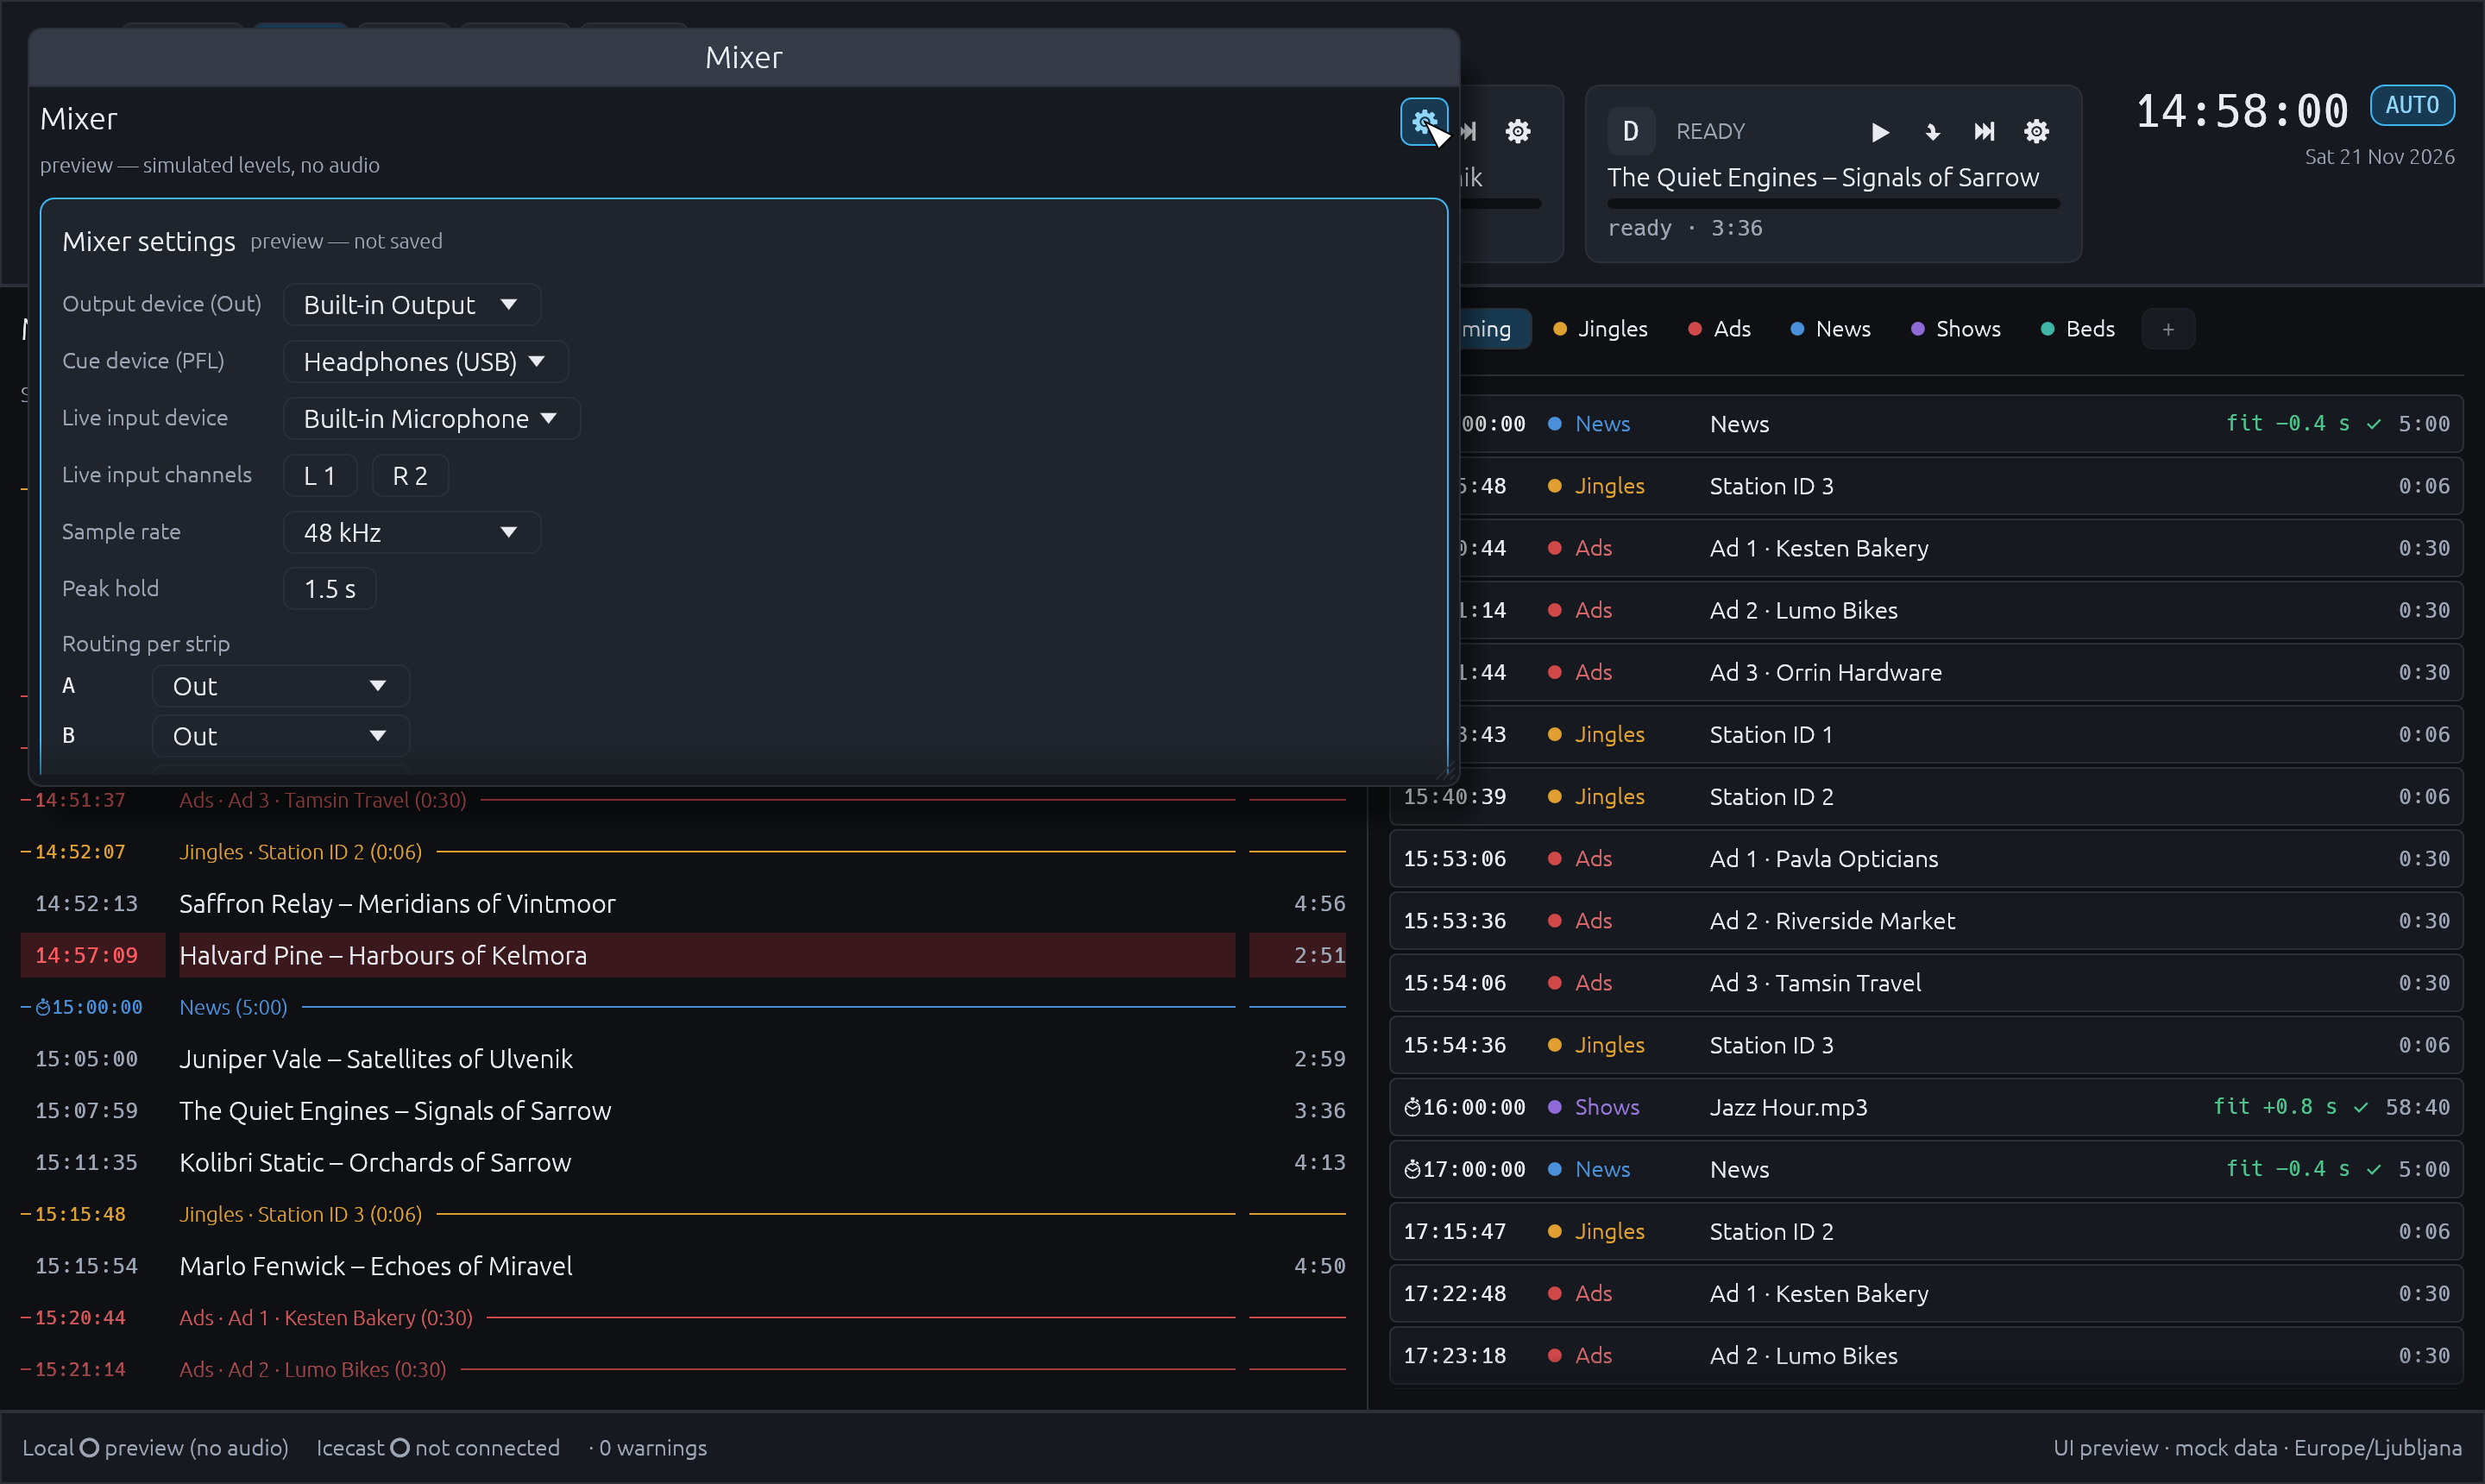 Mixer
Mixer
preview — simulated levels, no audio
Mixer settings preview — not saved
Output device (Out) Built-in Output
Cue device (PFL) Headphones (USB)
Live input device Built-in Microphone
Live input channels L 1 R 2
Sample rate 48 kHz
Peak hold 1.5 s
Routing per strip
A Out
B Out
D READY
The Quiet Engines – Signals of Sarrow
ready · 3:36
14:58:00 AUTO
Sat 21 Nov 2026
–14:51:37 Ads · Ad 3 · Tamsin Travel (0:30)
–14:52:07 Jingles · Station ID 2 (0:06)
14:52:13 Saffron Relay – Meridians of Vintmoor 4:56
14:57:09 Halvard Pine – Harbours of Kelmora 2:51
–⏱15:00:00 News (5:00)
15:05:00 Juniper Vale – Satellites of Ulvenik 2:59
15:07:59 The Quiet Engines – Signals of Sarrow 3:36
15:11:35 Kolibri Static – Orchards of Sarrow 4:13
–15:15:48 Jingles · Station ID 3 (0:06)
15:15:54 Marlo Fenwick – Echoes of Miravel 4:50
–15:20:44 Ads · Ad 1 · Kesten Bakery (0:30)
–15:21:14 Ads · Ad 2 · Lumo Bikes (0:30)
Jingles Ads News Shows Beds +
00:00 News News fit −0.4 s ✓ 5:00
:48 Jingles Station ID 3 0:06
:44 Ads Ad 1 · Kesten Bakery 0:30
:14 Ads Ad 2 · Lumo Bikes 0:30
:44 Ads Ad 3 · Orrin Hardware 0:30
:43 Jingles Station ID 1 0:06
15:40:39 Jingles Station ID 2 0:06
15:53:06 Ads Ad 1 · Pavla Opticians 0:30
15:53:36 Ads Ad 2 · Riverside Market 0:30
15:54:06 Ads Ad 3 · Tamsin Travel 0:30
15:54:36 Jingles Station ID 3 0:06
⏱16:00:00 Shows Jazz Hour.mp3 fit +0.8 s ✓ 58:40
⏱17:00:00 News News fit −0.4 s ✓ 5:00
17:15:47 Jingles Station ID 2 0:06
17:22:48 Ads Ad 1 · Kesten Bakery 0:30
17:23:18 Ads Ad 2 · Lumo Bikes 0:30
Local preview (no audio) Icecast not connected · 0 warnings
UI preview · mock data · Europe/Ljubljana